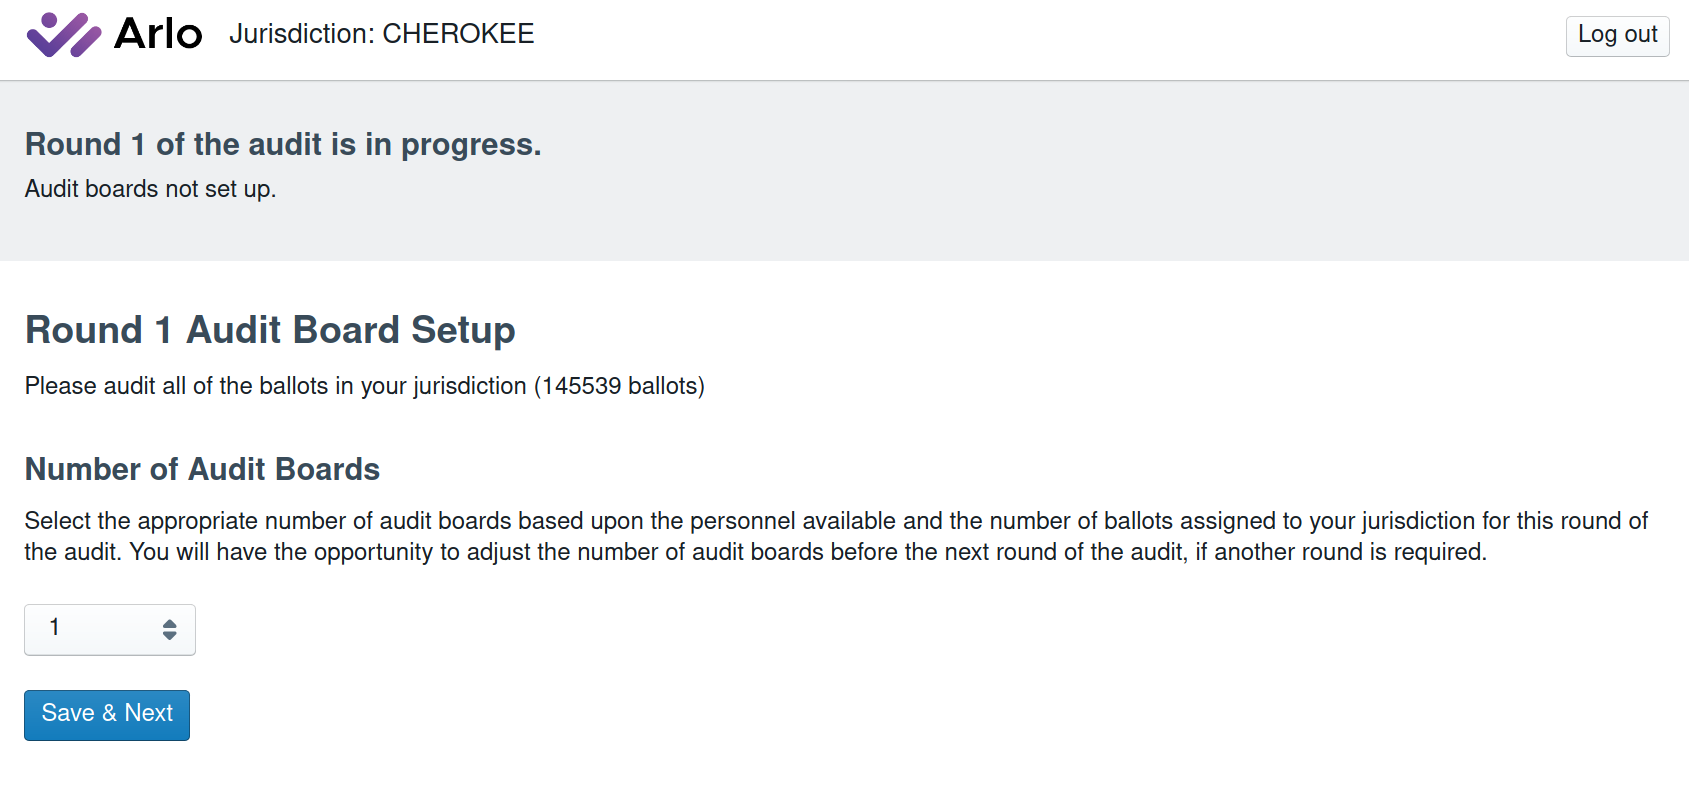 Arlo Jurisdiction: CHEROKEE Log out
Round 1 of the audit is in progress.
Audit boards not set up.
Round 1 Audit Board Setup
Please audit all of the ballots in your jurisdiction (145539 ballots)
Number of Audit Boards
Select the appropriate number of audit boards based upon the personnel available and the number of ballots assigned to your jurisdiction for this round of
the audit. You will have the opportunity to adjust the number of audit boards before the next round of the audit, if another round is required.
1
Save & Next